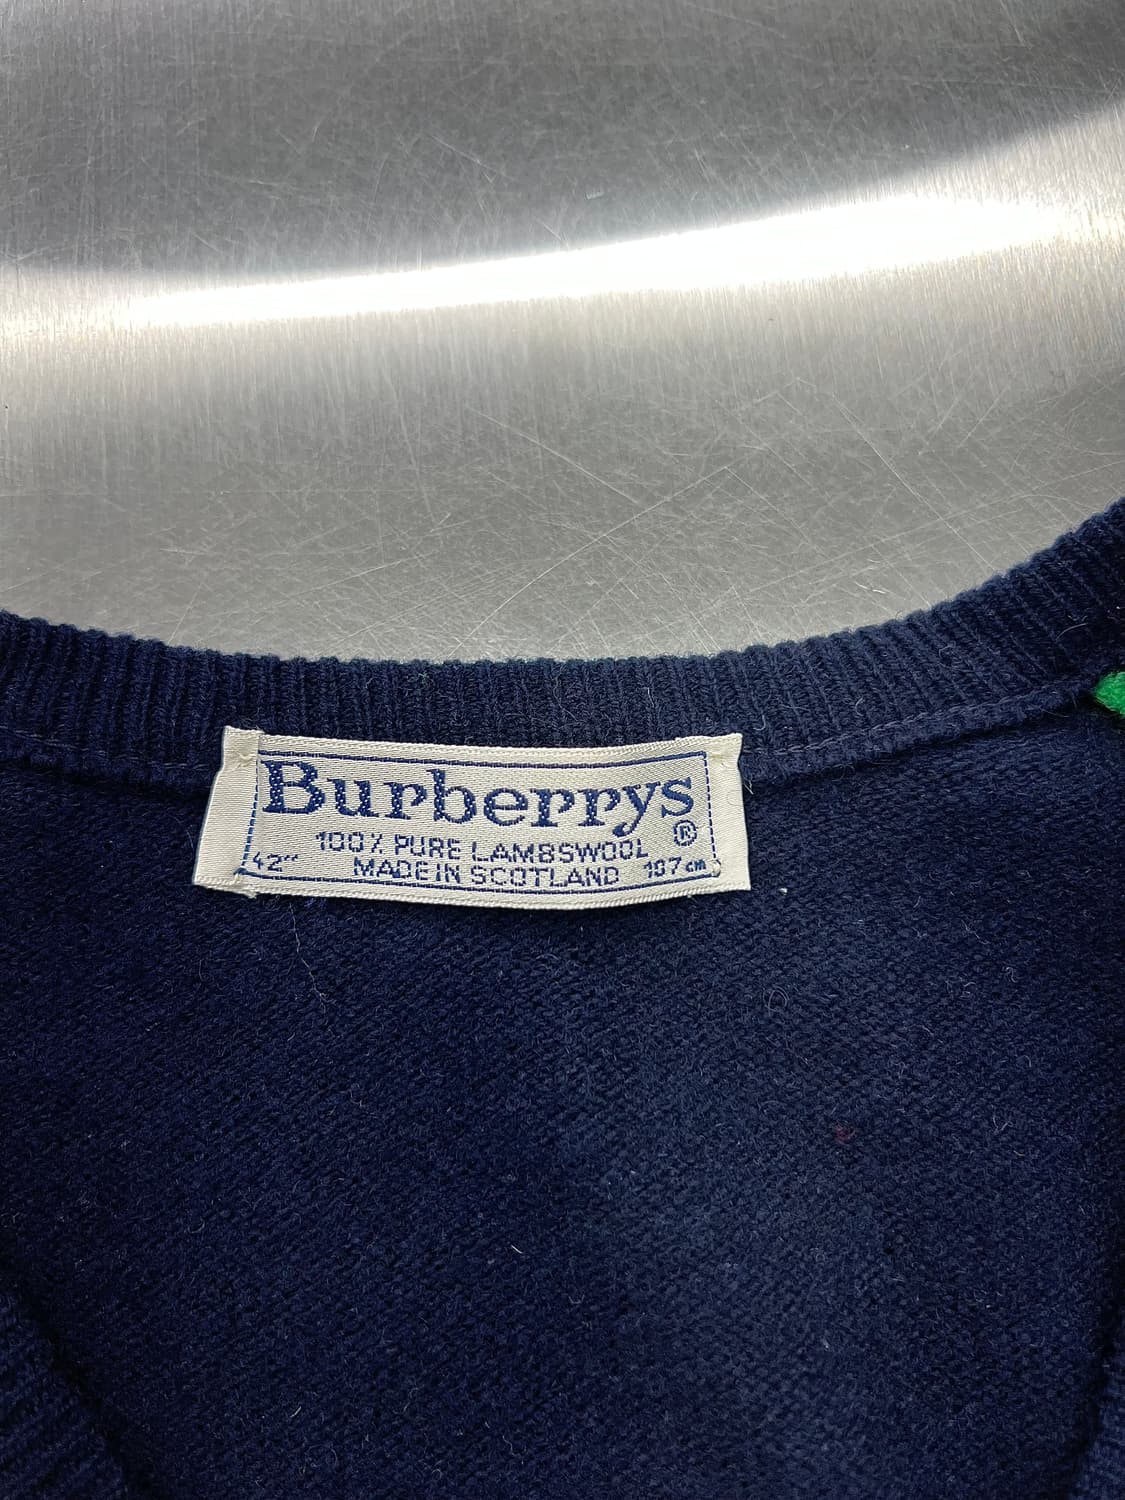 Burberrys
®
100% PURE LAMBSWOOL
42" MADE IN SCOTLAND 107cm